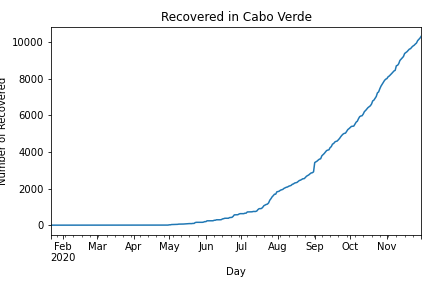 Recovered in Cabo Verde
Number of Recovered
10000
8000
6000
4000
2000
0
Feb Mar Apr May Jun Jul Aug Sep Oct Nov
2020
Day